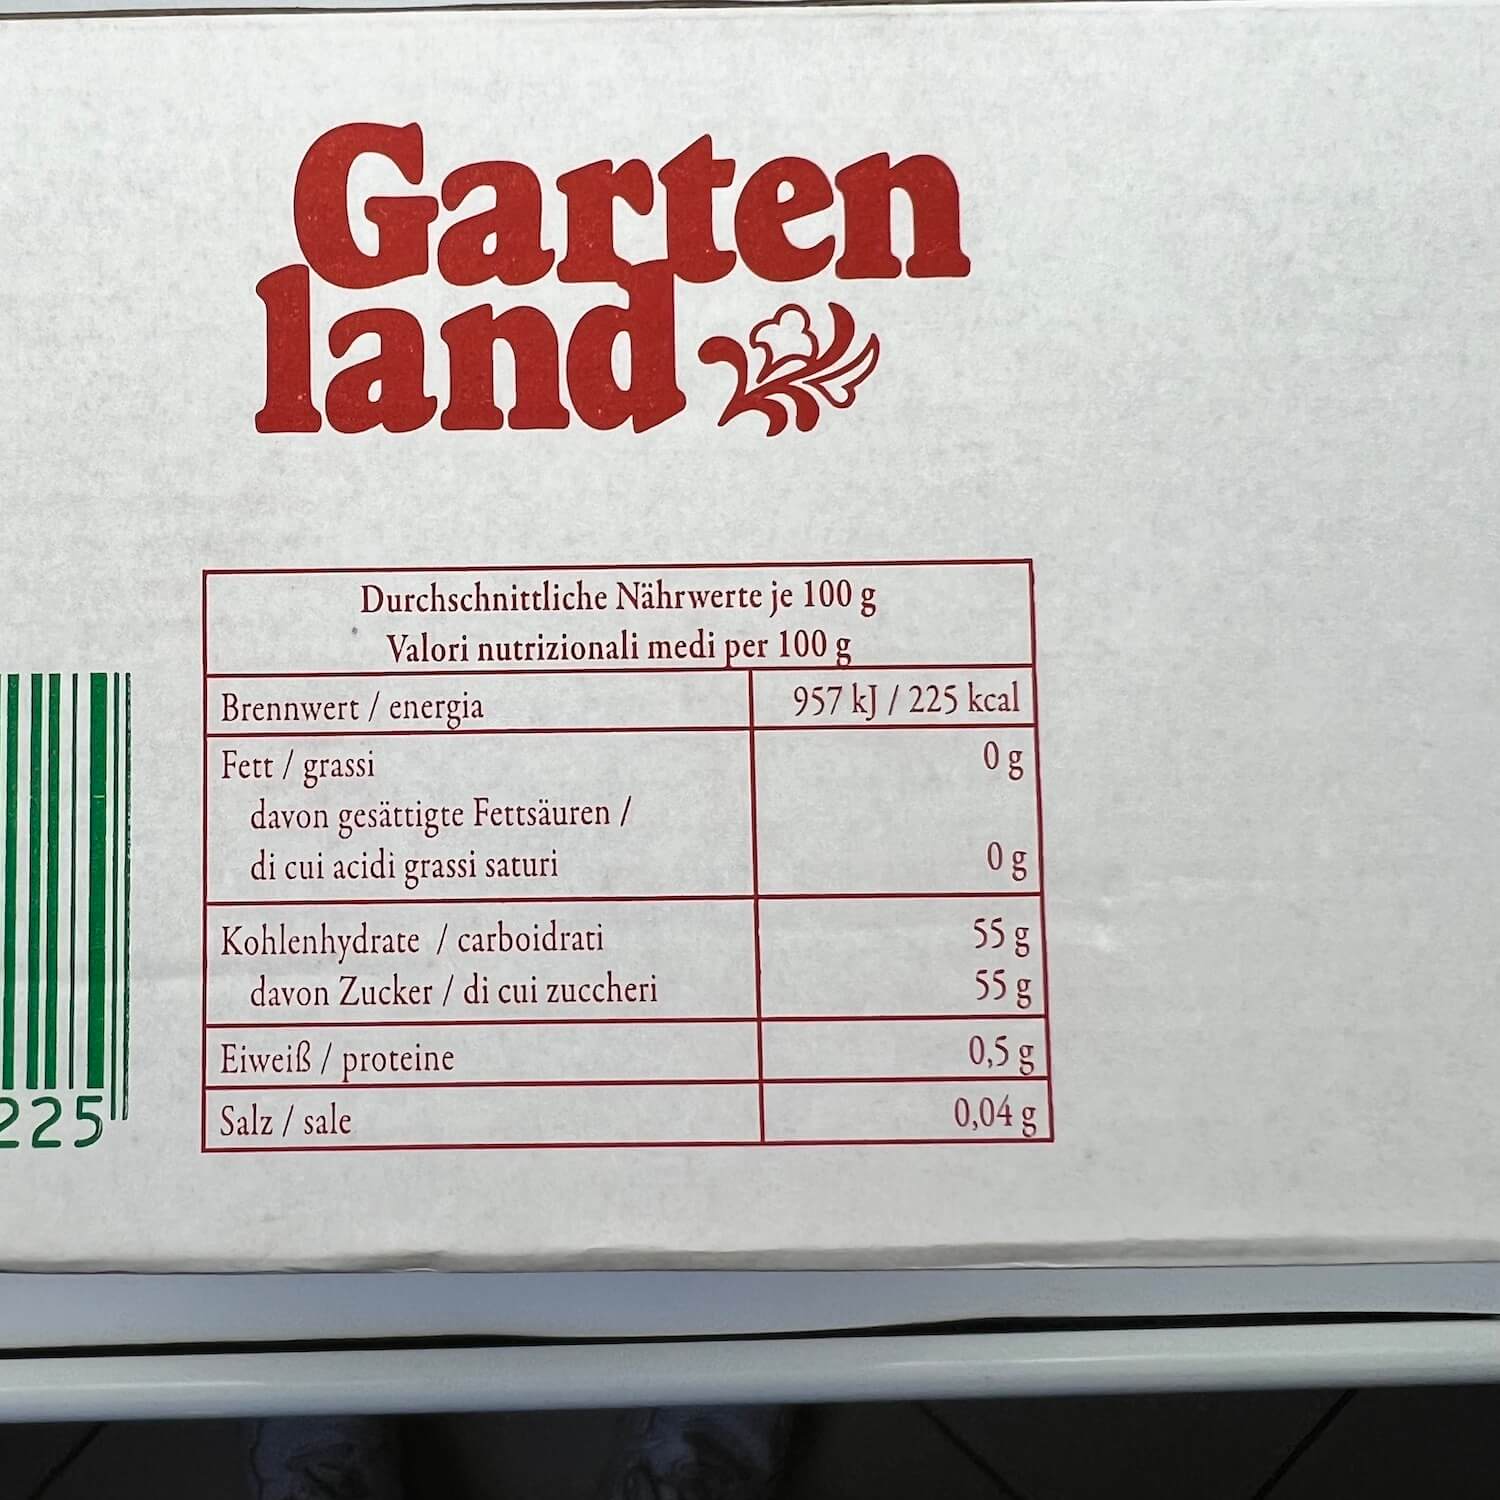 Garten
land
Durchschnittliche Nährwerte je 100 g
Valori nutrizionali medi per 100 g
Brennwert / energia 957 kJ / 225 kcal
Fett / grassi 0 g
davon gesättigte Fettsäuren /
di cui acidi grassi saturi 0 g
Kohlenhydrate / carboidrati 55 g
davon Zucker / di cui zuccheri 55 g
Eiweiß / proteine 0,5 g
Salz / sale 0,04 g
225